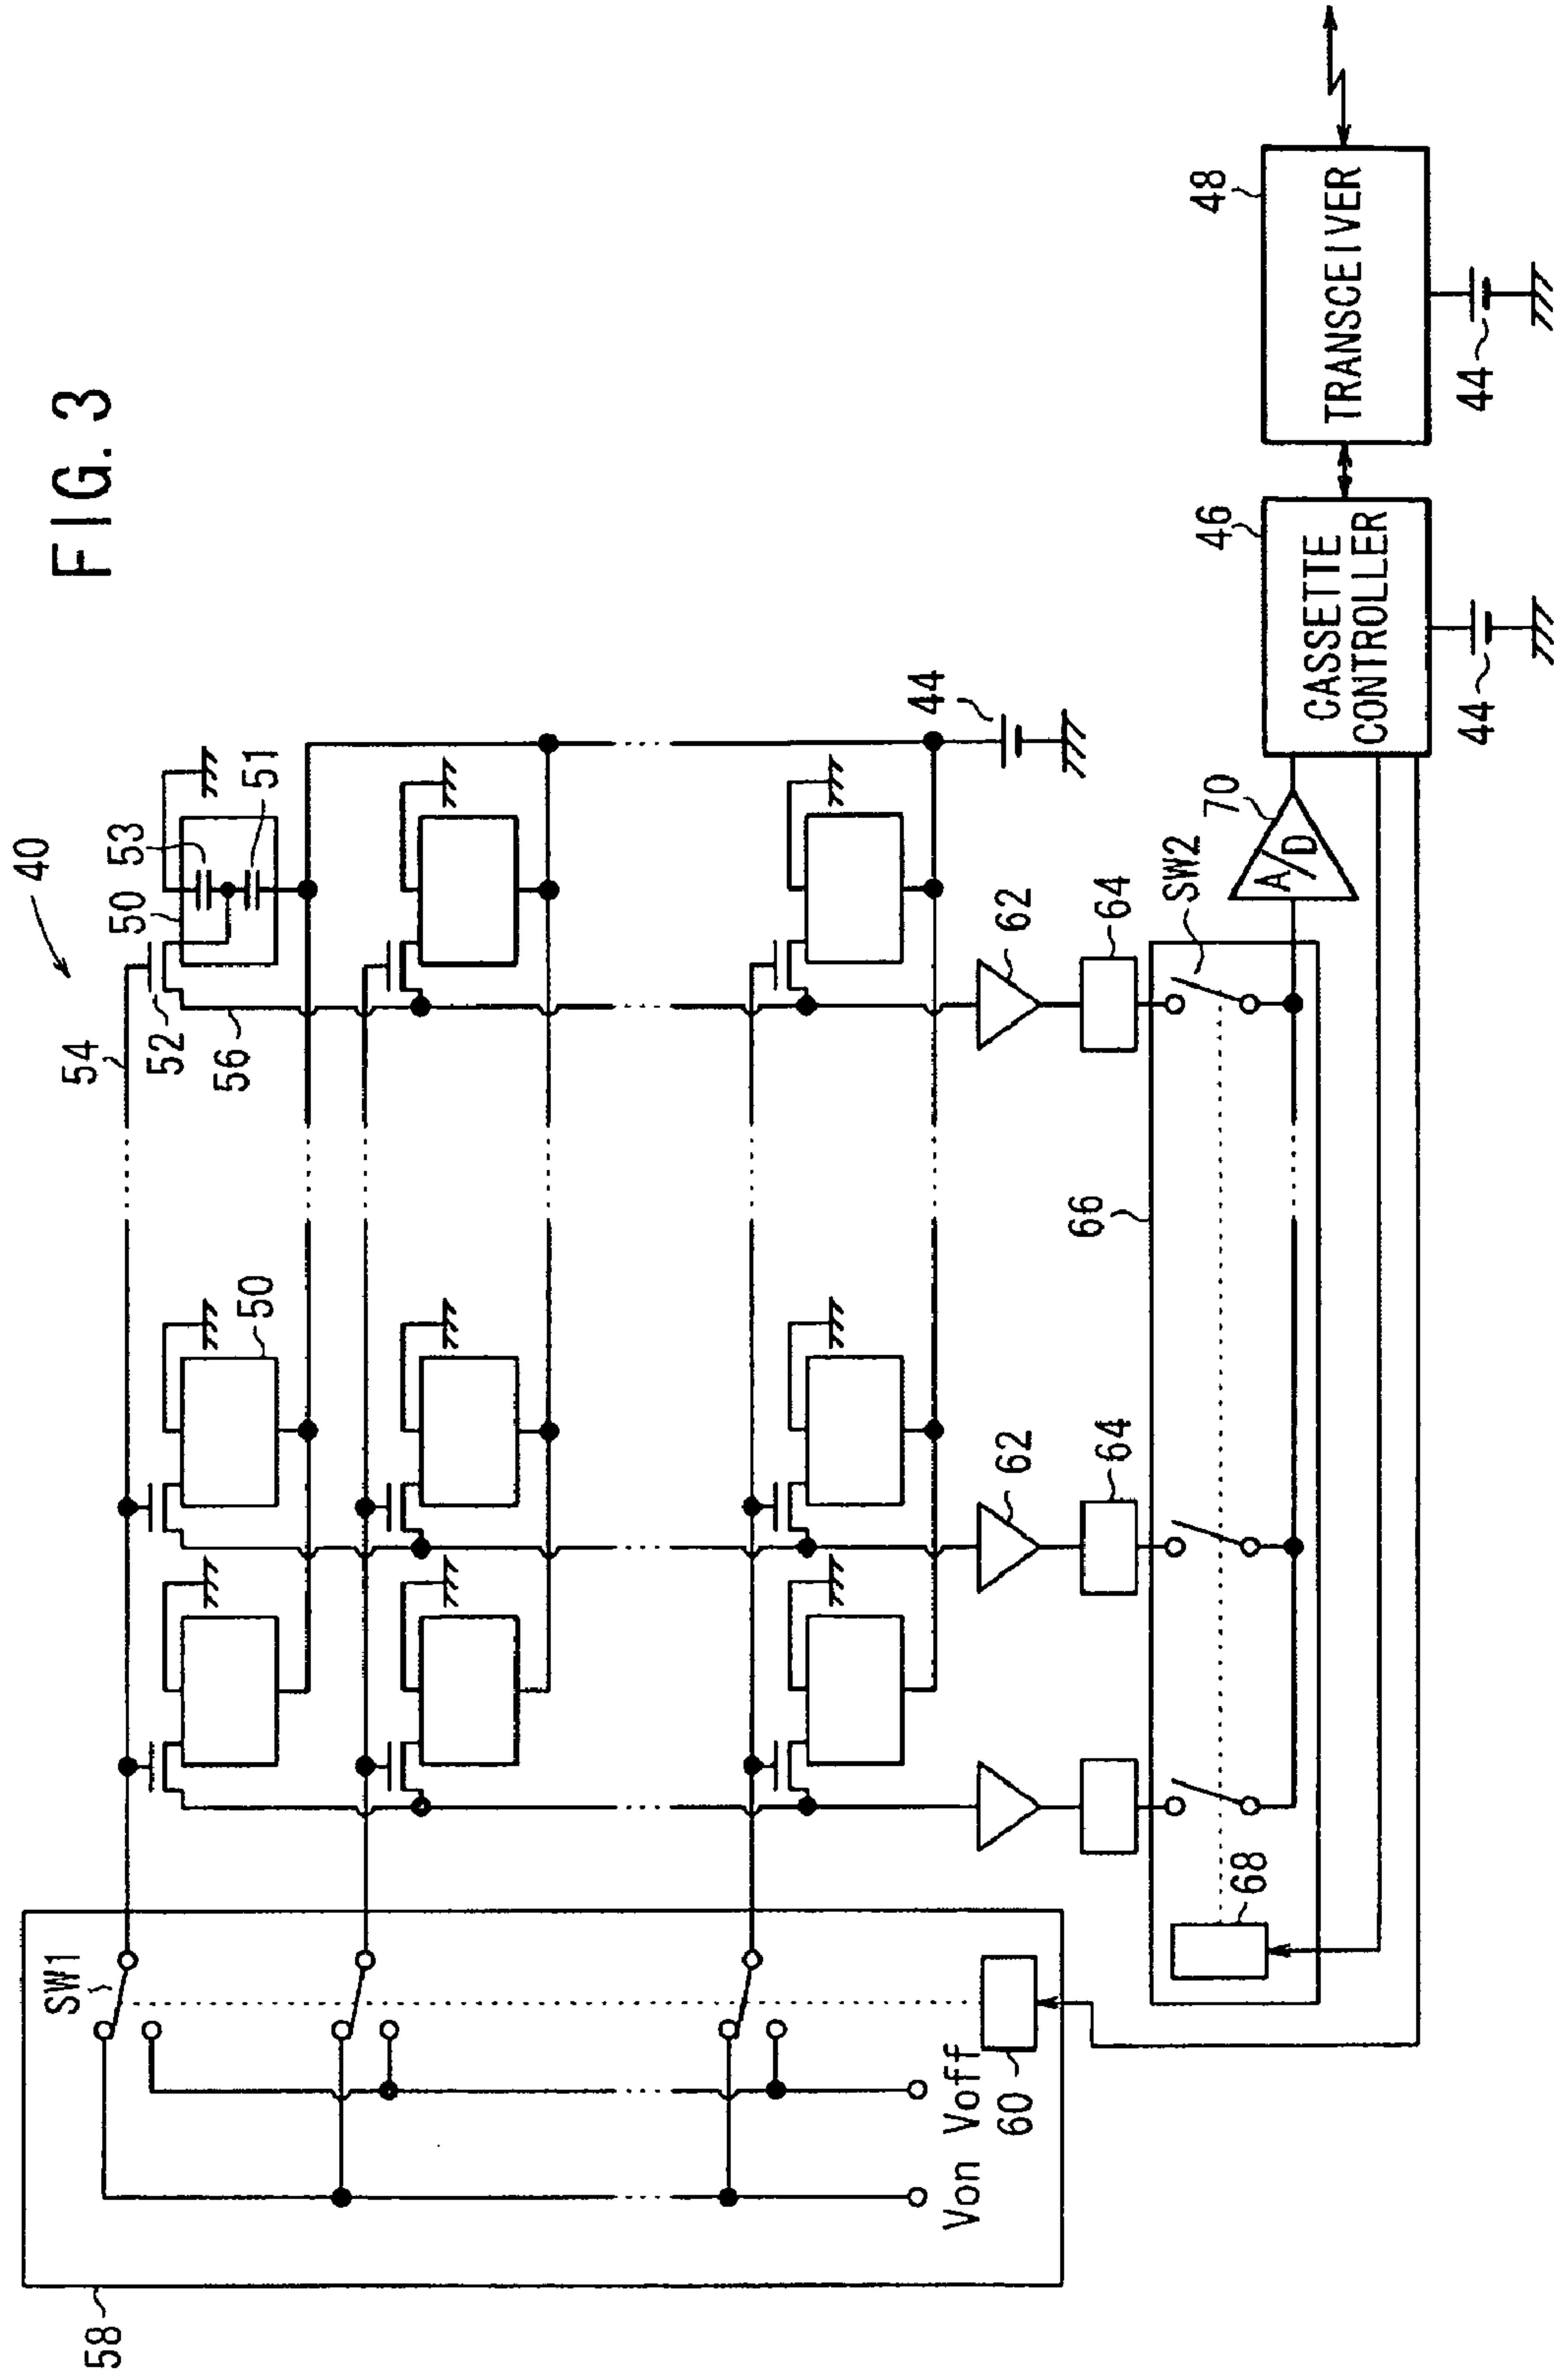 FIG. 3
40
58
SW1
54
52
56
50
53
51
50
44
Von
Voff
60
62
64
62
64
66
SW2
68
70
A/D
46
CASSETTE
CONTROLLER
44
48
TRANSCEIVER
44